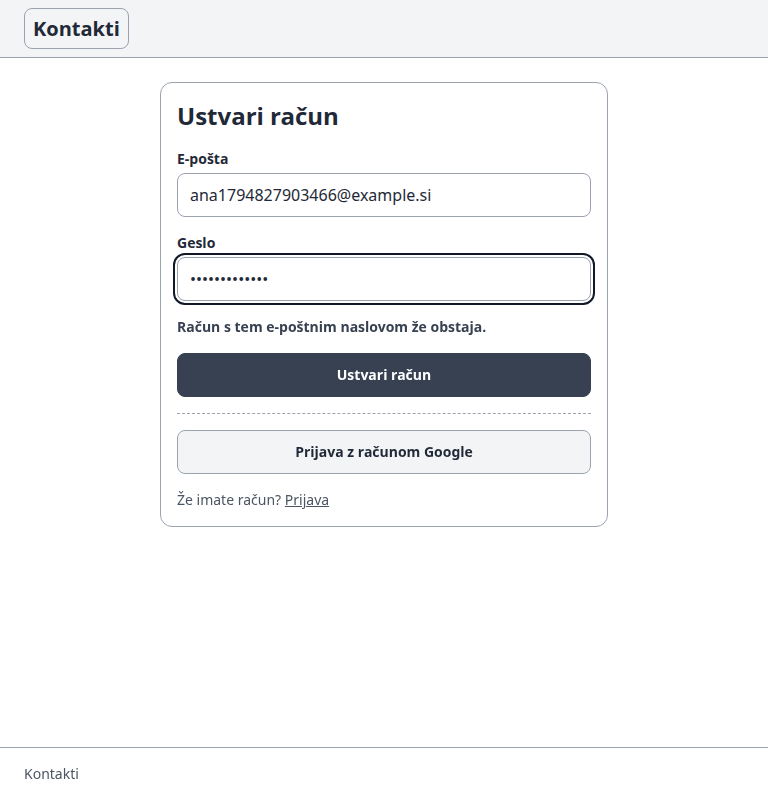 Kontakti
Ustvari račun
E-pošta
ana1794827903466@example.si
Geslo
•••••••••••••
Račun s tem e-poštnim naslovom že obstaja.
Ustvari račun
Prijava z računom Google
Že imate račun? Prijava
Kontakti